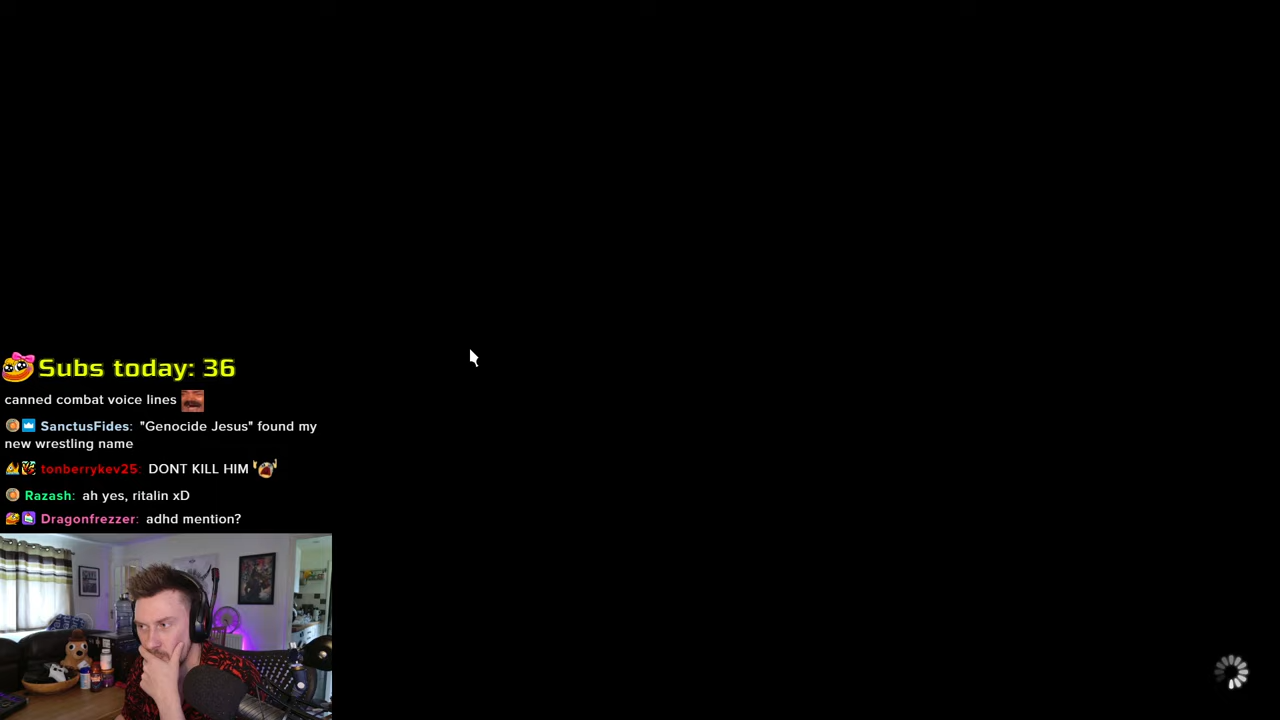 Subs today: 36
canned combat voice lines
SanctusFides: "Genocide Jesus" found my
new wrestling name
tonberrykev25: DONT KILL HIM
Razash: ah yes, ritalin xD
Dragonfrezzer: adhd mention?